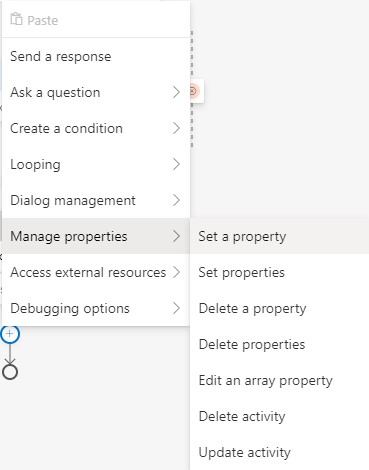 Paste
Send a response
Ask a question
Create a condition
Looping
Dialog management
Manage properties
Access external resources
Debugging options
Set a property
Set properties
Delete a property
Delete properties
Edit an array property
Delete activity
Update activity